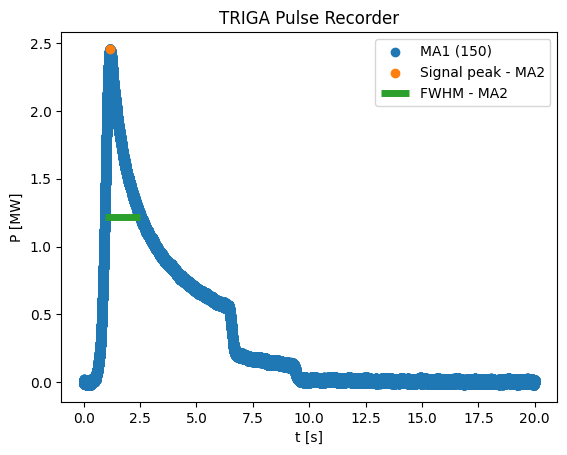 TRIGA Pulse Recorder
MA1 (150)
Signal peak - MA2
FWHM - MA2
P [MW]
2.5
2.0
1.5
1.0
0.5
0.0
0.0 2.5 5.0 7.5 10.0 12.5 15.0 17.5 20.0
t [s]